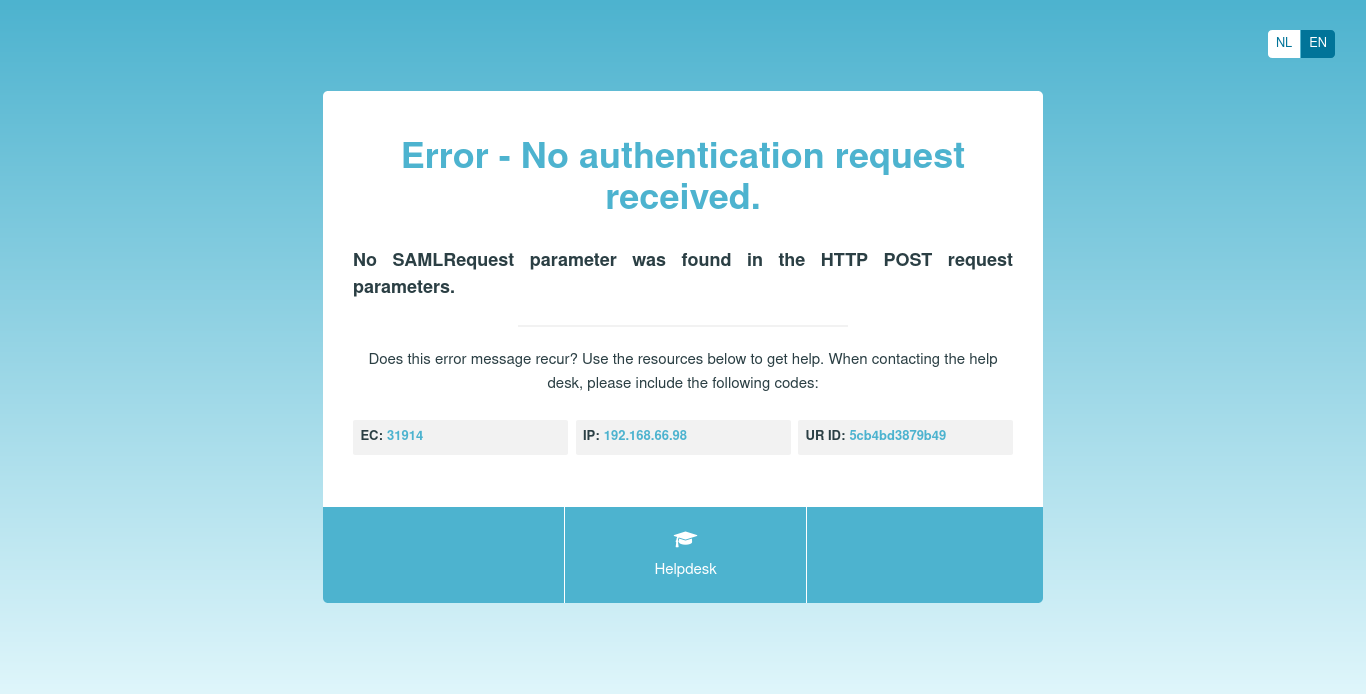 NL EN
Error - No authentication request
received.
No SAMLRequest parameter was found in the HTTP POST request
parameters.
Does this error message recur? Use the resources below to get help. When contacting the help
desk, please include the following codes:
EC: 31914 IP: 192.168.66.98 UR ID: 5cb4bd3879b49
Helpdesk